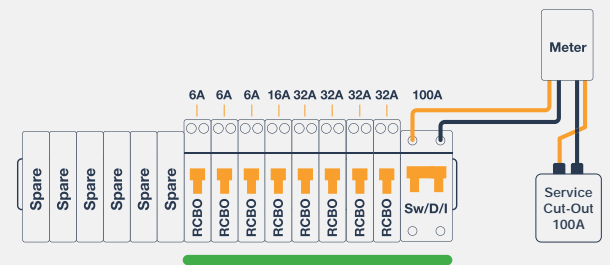 Meter
6A 6A 6A 16A 32A 32A 32A 32A 100A
Spare Spare Spare Spare Spare Spare RCBO RCBO RCBO RCBO RCBO RCBO RCBO RCBO Sw/D/I
Service
Cut-Out
100A